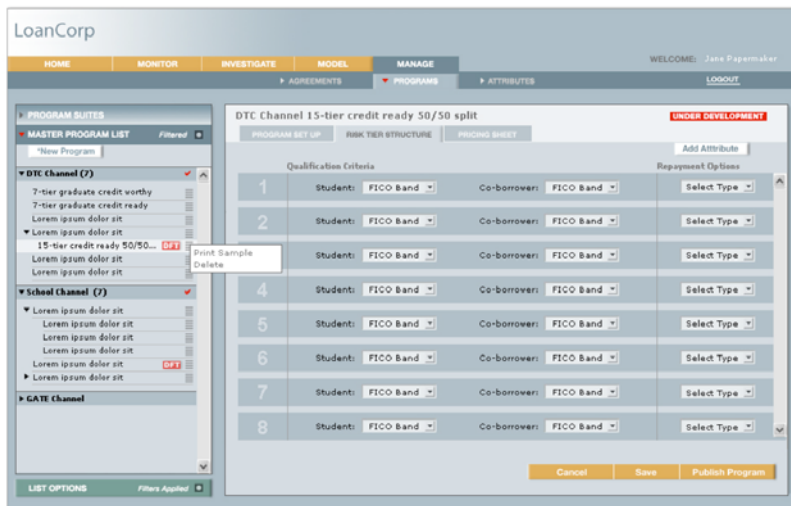 LoanCorp
HOME MONITOR INVESTIGATE MODEL MANAGE WELCOME: Jane Papermaker
AGREEMENTS PROGRAMS ATTRIBUTES LOGOUT
PROGRAM SUITES
MASTER PROGRAM LIST Filtered
*New Program
DTC Channel (7)
7-tier graduate credit worthy
7-tier graduate credit ready
Lorem ipsum dolor sit
Lorem ipsum dolor sit
15-tier credit ready 50/50... DFT
Lorem ipsum dolor sit
Lorem ipsum dolor sit
Print Sample
Delete
School Channel (7)
Lorem ipsum dolor sit
Lorem ipsum dolor sit
Lorem ipsum dolor sit
Lorem ipsum dolor sit
Lorem ipsum dolor sit DFT
Lorem ipsum dolor sit
GATE Channel
LIST OPTIONS Filters Applied
DTC Channel 15-tier credit ready 50/50 split UNDER DEVELOPMENT
PROGRAM SET UP RISK TIER STRUCTURE PRICING SHEET
Add Atttribute
Qualification Criteria Repayment Options
1 Student: FICO Band Co-borrower: FICO Band Select Type
2 Student: FICO Band Co-borrower: FICO Band Select Type
Student: FICO Band Co-borrower: FICO Band Select Type
4 Student: FICO Band Co-borrower: FICO Band Select Type
5 Student: FICO Band Co-borrower: FICO Band Select Type
6 Student: FICO Band Co-borrower: FICO Band Select Type
7 Student: FICO Band Co-borrower: FICO Band Select Type
8 Student: FICO Band Co-borrower: FICO Band Select Type
Cancel Save Publish Program